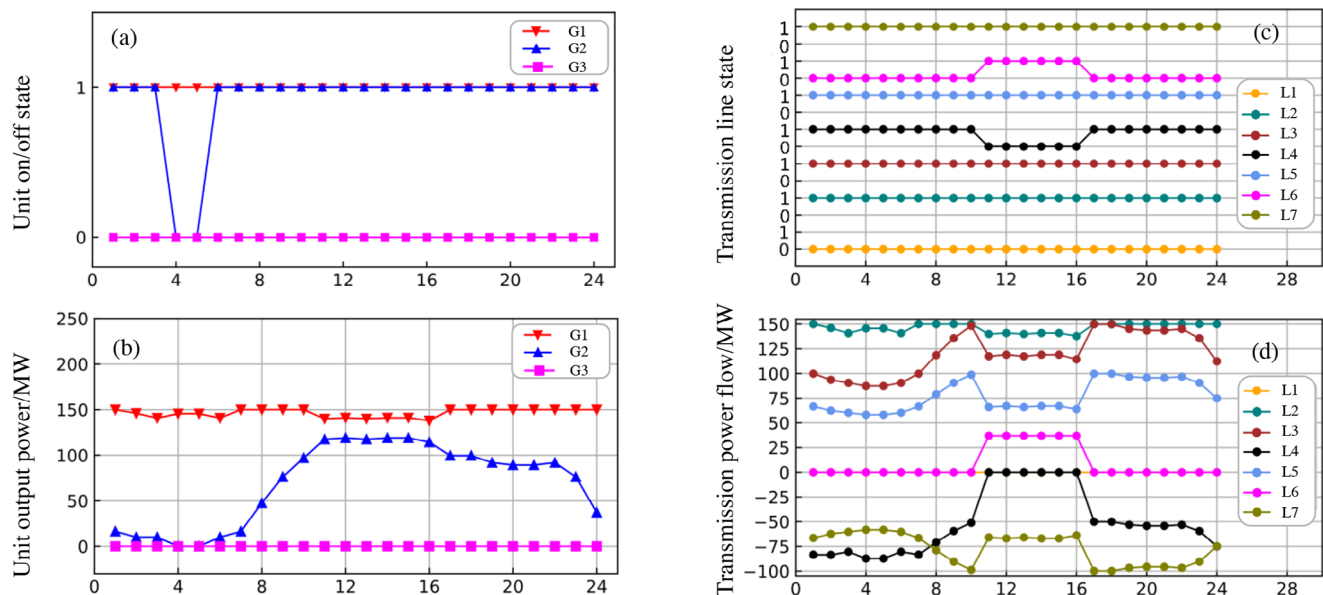 Unit on/off state
(a)
G1
G2
G3
1
0
0 4 8 12 16 20 24
Unit output power/MW
(b)
G1
G2
G3
250
200
150
100
50
0
0 4 8 12 16 20 24
Transmission line state
(c)
1
0
1
0
1
0
1
0
1
0
1
0
1
0
L1
L2
L3
L4
L5
L6
L7
0 4 8 12 16 20 24 28
Transmission power flow/MW
(d)
150
125
100
75
50
25
0
−25
−50
−75
−100
L1
L2
L3
L4
L5
L6
L7
0 4 8 12 16 20 24 28